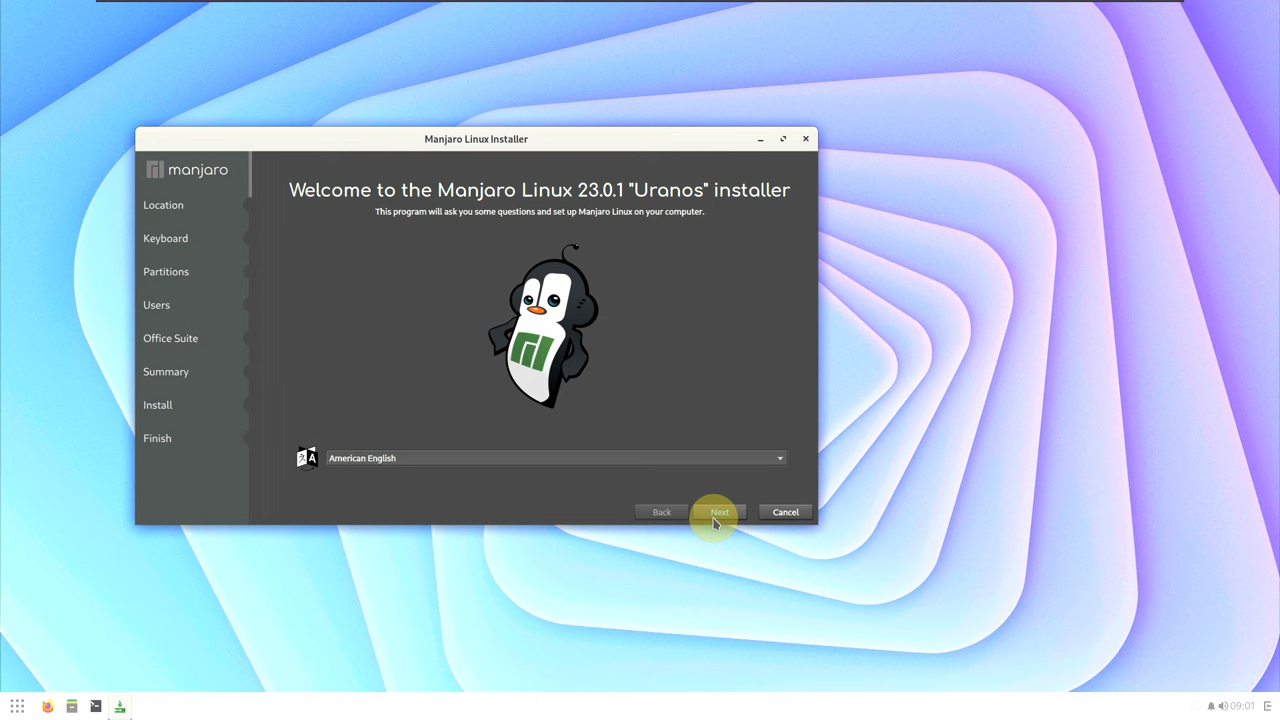 Manjaro Linux Installer
manjaro
Location
Keyboard
Partitions
Users
Office Suite
Summary
Install
Finish
Welcome to the Manjaro Linux 23.0.1 "Uranos" installer
This program will ask you some questions and set up Manjaro Linux on your computer.
American English
Back
Next
Cancel
09:01